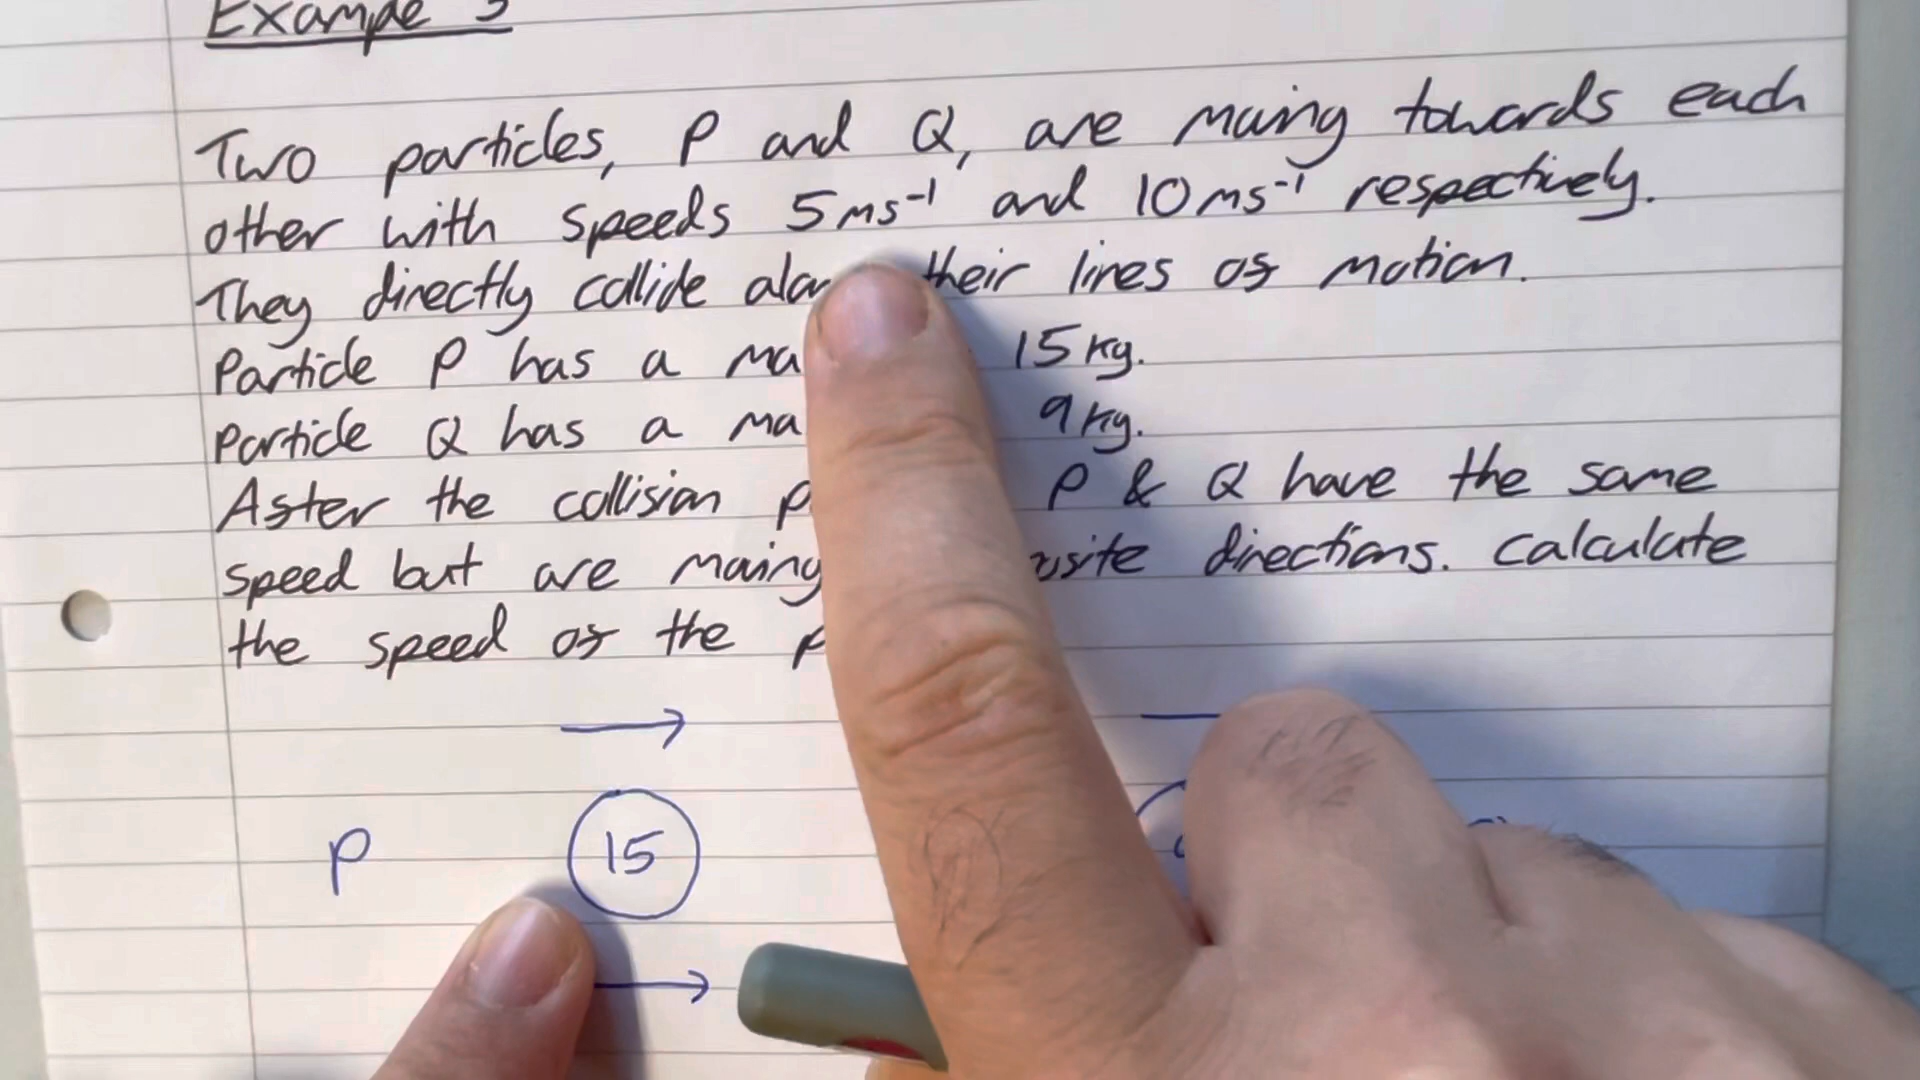 Example 3
Two particles, P and Q, are moving towards each
other with speeds 5ms⁻¹ and 10ms⁻¹ respectively.
They directly collide their lines of motion.
Particle P has a 15kg.
Particle Q has a 9kg.
After the collision P & Q have the same
speed but are moving directions. Calculate
the speed of the
P 15